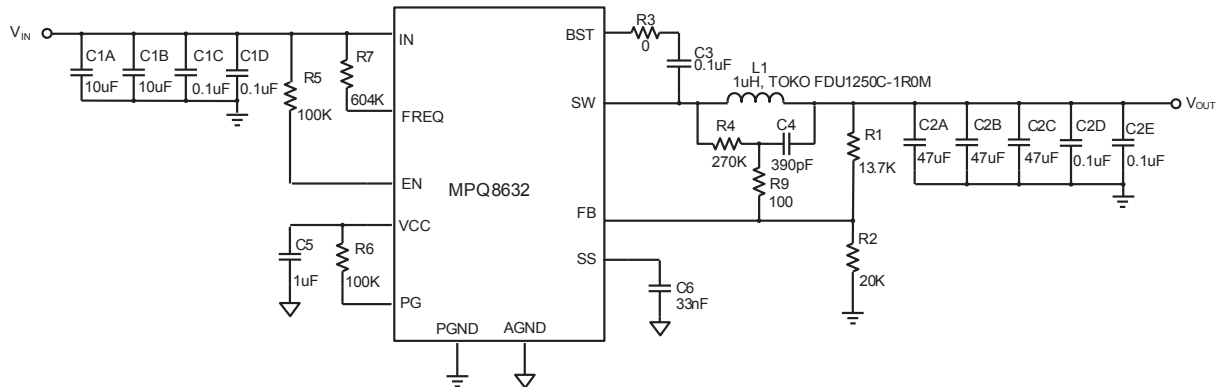 VIN
C1A
10uF
C1B
10uF
C1C
0.1uF
C1D
0.1uF
R5
100K
R7
604K
IN
FREQ
EN
VCC
PG
C5
1uF
R6
100K
MPQ8632
PGND
AGND
BST
SW
FB
SS
R3
0
C3
0.1uF
L1
1uH, TOKO FDU1250C-1R0M
R4
270K
C4
390pF
R9
100
R1
13.7K
R2
20K
C6
33nF
C2A
47uF
C2B
47uF
C2C
47uF
C2D
0.1uF
C2E
0.1uF
VOUT